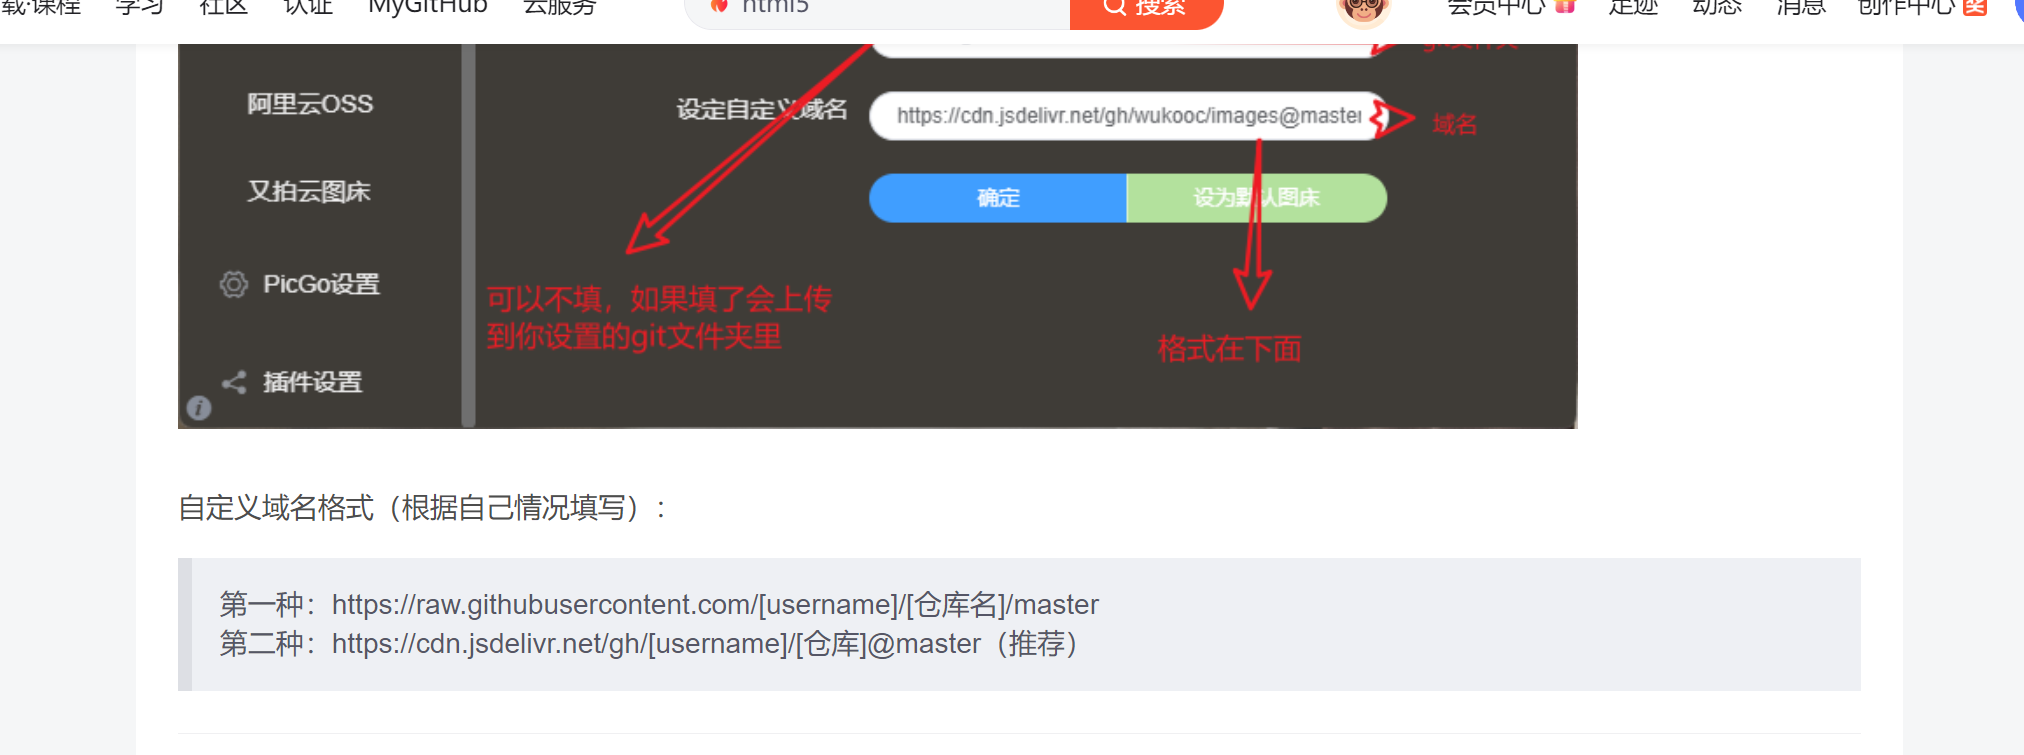 载·课程 学习 社区 认证 MyGitHub 云服务 html5 搜索 会员中心 足迹 动态 消息 创作中心 奖
阿里云OSS
设定自定义域名 https://cdn.jsdelivr.net/gh/wukooc/images@master 域名
又拍云图床
确定 设为默认图床
PicGo设置
可以不填，如果填了会上传
到你设置的git文件夹里
格式在下面
插件设置
自定义域名格式（根据自己情况填写）：
第一种：https://raw.githubusercontent.com/[username]/[仓库名]/master
第二种：https://cdn.jsdelivr.net/gh/[username]/[仓库]@master（推荐）